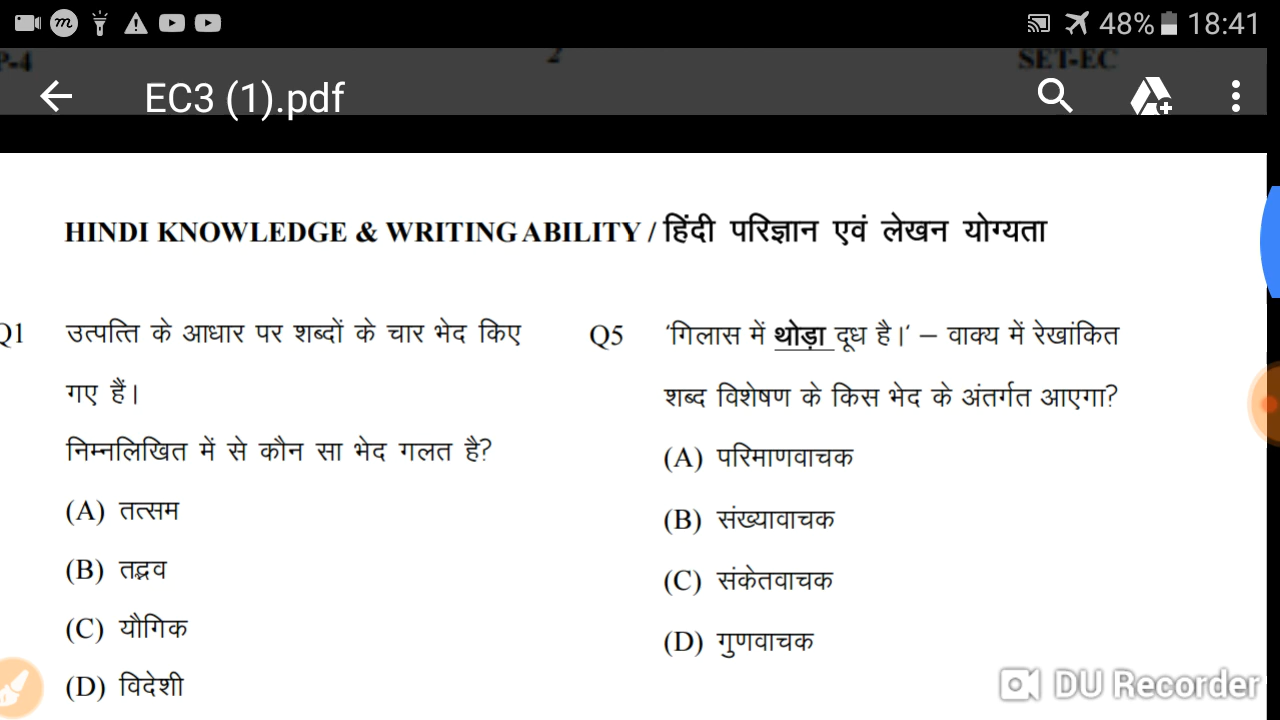 48% 18:41
P-4 2 SET-EC
EC3 (1).pdf
HINDI KNOWLEDGE & WRITING ABILITY / हिंदी परिज्ञान एवं लेखन योग्यता
Q1 उत्पत्ति के आधार पर शब्दों के चार भेद किए
गए हैं।
निम्नलिखित में से कौन सा भेद गलत है?
(A) तत्सम
(B) तद्भव
(C) यौगिक
(D) विदेशी
Q5 'गिलास में थोड़ा दूध है।' – वाक्य में रेखांकित
शब्द विशेषण के किस भेद के अंतर्गत आएगा?
(A) परिमाणवाचक
(B) संख्यावाचक
(C) संकेतवाचक
(D) गुणवाचक
DU Recorder